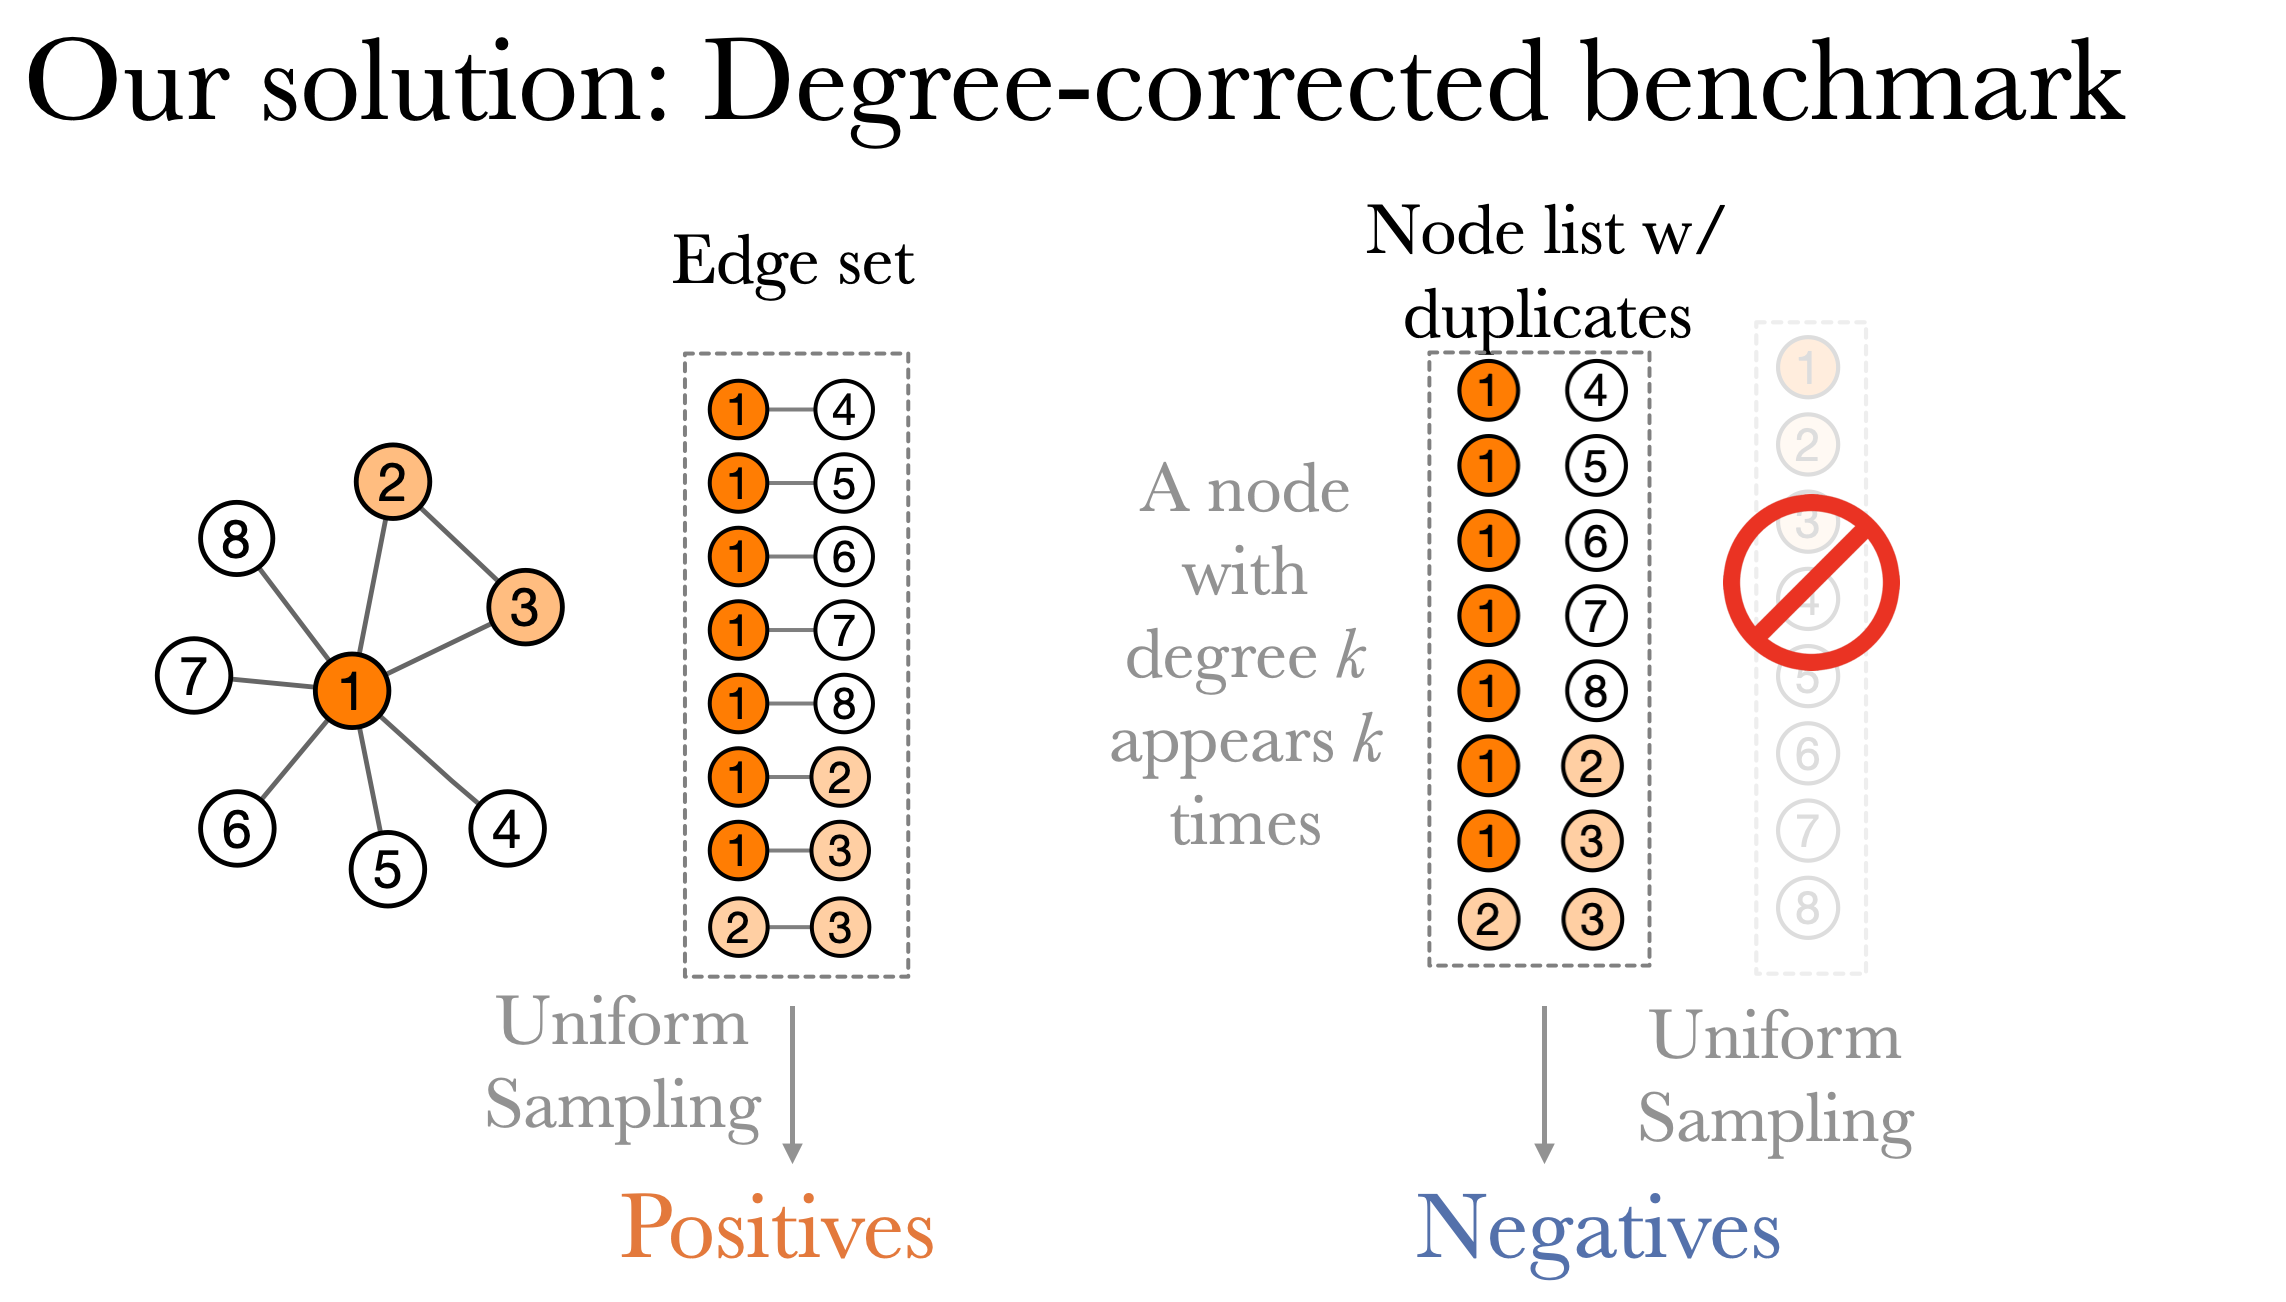 Our solution: Degree-corrected benchmark
Edge set
Node list w/
duplicates
2
8
3
7
1
6
5
4
1 4
1 5
1 6
1 7
1 8
1 2
1 3
2 3
A node
with
degree k
appears k
times
1 4
1 5
1 6
1 7
1 8
1 2
1 3
2 3
1
2
3
4
5
6
7
8
Uniform
Sampling
Uniform
Sampling
Positives
Negatives